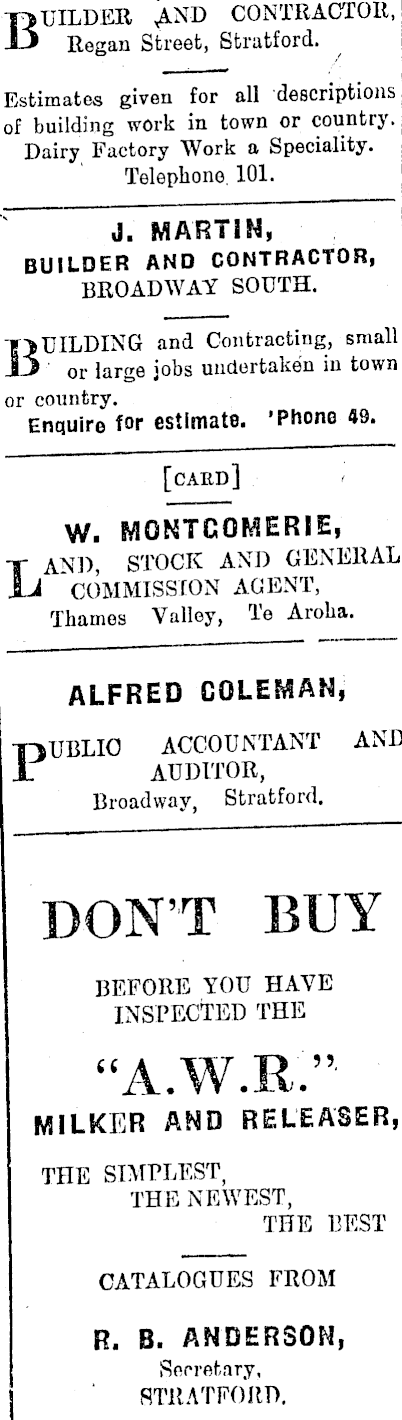 BUILDER AND CONTRACTOR,
Regan Street, Stratford.
Estimates given for all descriptions
of building work in town or country.
Dairy Factory Work a Speciality.
Telephone 101.
J. MARTIN,
BUILDER AND CONTRACTOR,
BROADWAY SOUTH.
BUILDING and Contracting, small
or large jobs undertaken in town
or country.
Enquire for estimate. 'Phone 49.
[CARD]
W. MONTGOMERIE,
LAND, STOCK AND GENERAL
COMMISSION AGENT,
Thames Valley, Te Aroha.
ALFRED COLEMAN,
PUBLIC ACCOUNTANT AND
AUDITOR,
Broadway, Stratford.
DON'T BUY
BEFORE YOU HAVE
INSPECTED THE
"A.W.R."
MILKER AND RELEASER,
THE SIMPLEST,
THE NEWEST,
THE BEST
CATALOGUES FROM
R. B. ANDERSON,
Secretary,
STRATFORD.